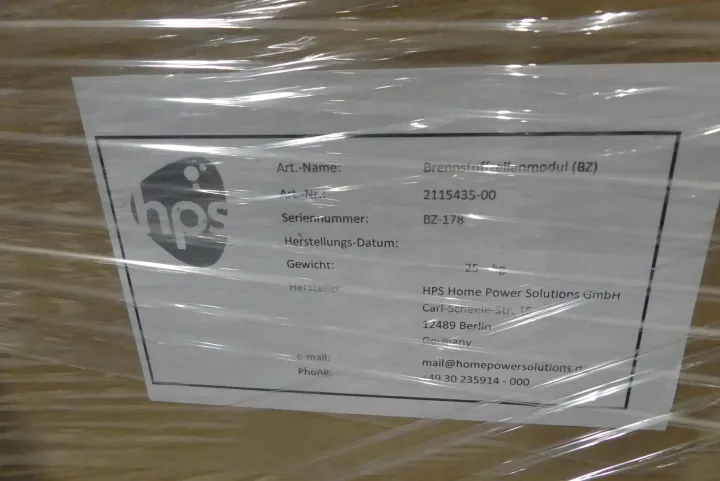 hps
Art.-Name: Brennstoffzellenmodul (BZ)
Art.-Nr.: 2115435-00
Seriennummer: BZ-178
Herstellungs-Datum:
Gewicht: 25 kg
Hersteller HPS Home Power Solutions GmbH
Carl-Scheele-Str.
12489 Berlin
Germany
e-mail: mail@homepowersolutions.d
Phone: +49 30 235914 - 000